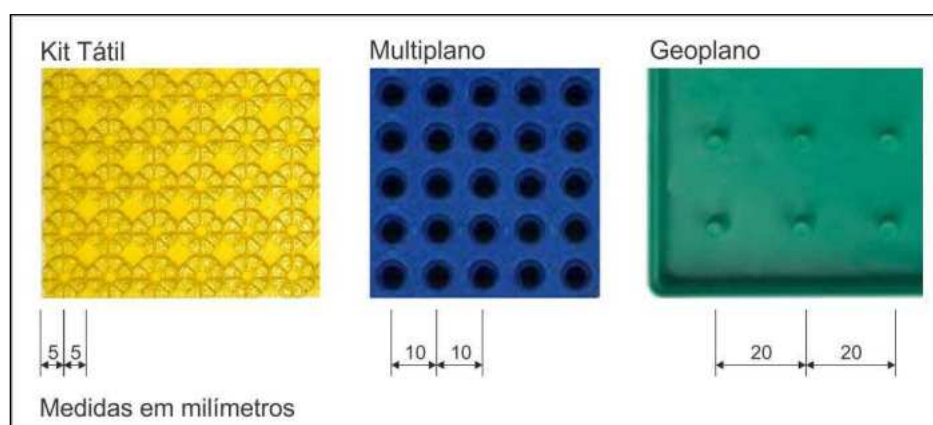 Kit Tátil
Multiplano
Geoplano
5 5
10 10
20 20
Medidas em milímetros